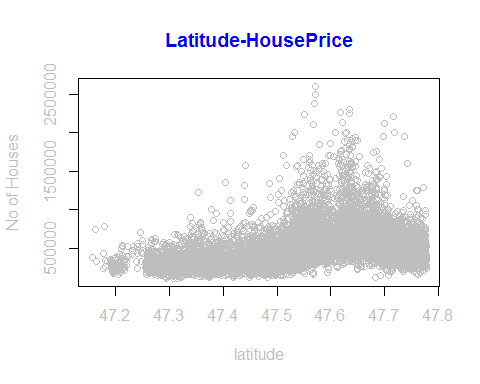 Latitude-HousePrice
No of Houses
2500000
1500000
500000
47.2 47.3 47.4 47.5 47.6 47.7 47.8
latitude